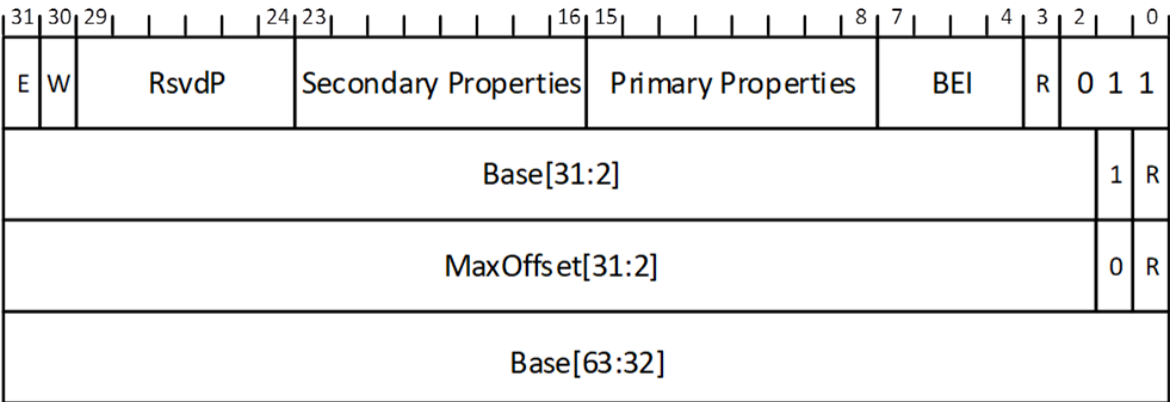 31 30 29 24 23 16 15 8 7 4 3 2 0
E W RsvdP Secondary Properties Primary Properties BEI R 0 1 1
Base[31:2] 1 R
MaxOffset[31:2] 0 R
Base[63:32]